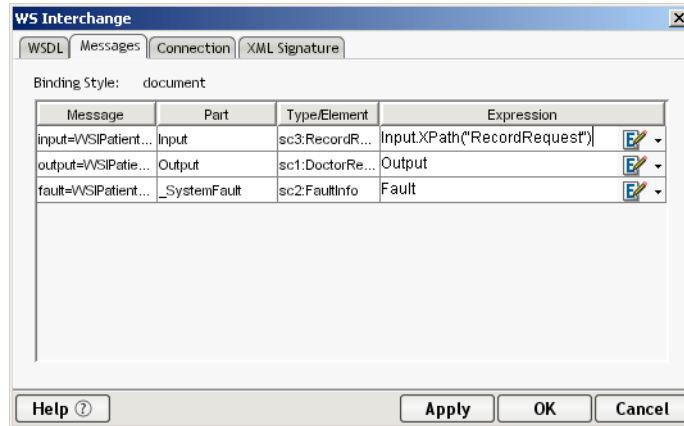 WS Interchange
WSDL Messages Connection XML Signature
Binding Style: document
Message Part Type/Element Expression
input=WSIPatient... Input sc3:RecordR... Input.XPath("RecordRequest")
output=WSIPatie... Output sc1:DoctorRe... Output
fault=WSIPatient... _SystemFault sc2:FaultInfo Fault
Help ? Apply OK Cancel